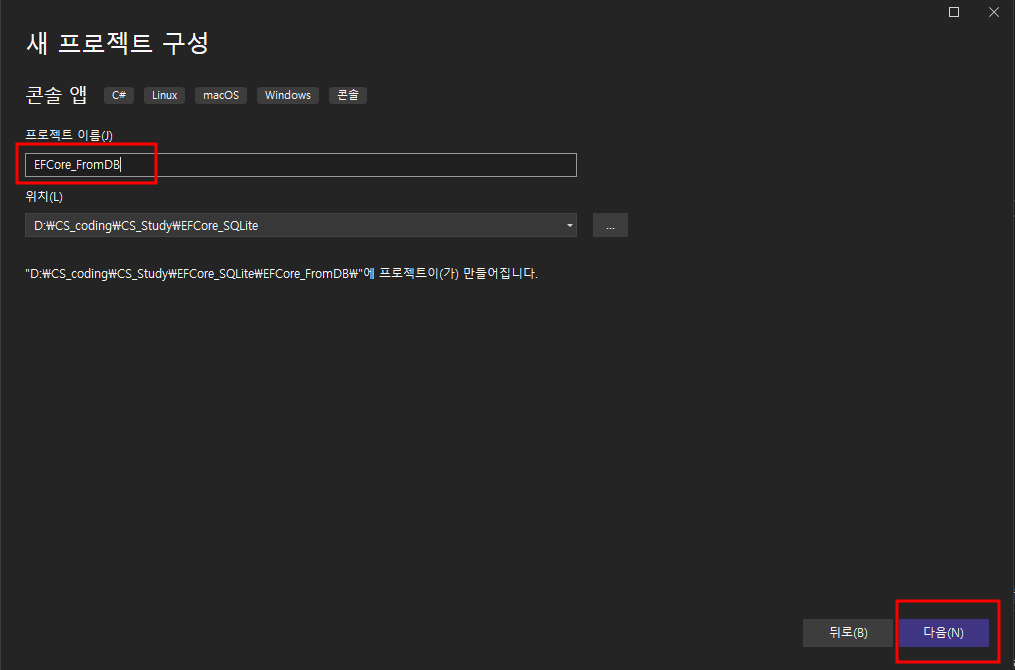 새 프로젝트 구성
콘솔 앱 C# Linux macOS Windows 콘솔
프로젝트 이름(J)
EFCore_FromDB
위치(L)
D:₩CS_coding₩CS_Study₩EFCore_SQLite ...
"D:₩CS_coding₩CS_Study₩EFCore_SQLite₩EFCore_FromDB₩"에 프로젝트이(가) 만들어집니다.
뒤로(B) 다음(N)